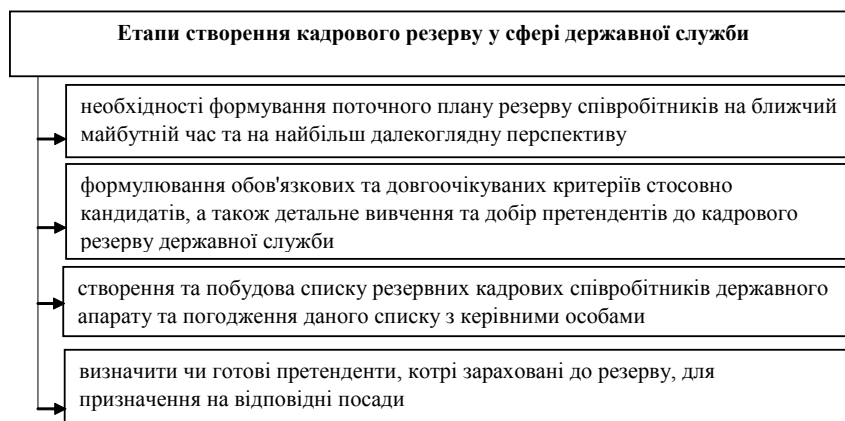 Етапи створення кадрового резерву у сфері державної служби
необхідності формування поточного плану резерву співробітників на ближчий
майбутній час та на найбільш далекоглядну перспективу
формулювання обов'язкових та довгоочікуваних критеріїв стосовно
кандидатів, а також детальне вивчення та добір претендентів до кадрового
резерву державної служби
створення та побудова списку резервних кадрових співробітників державного
апарату та погодження даного списку з керівними особами
визначити чи готові претенденти, котрі зараховані до резерву, для
призначення на відповідні посади